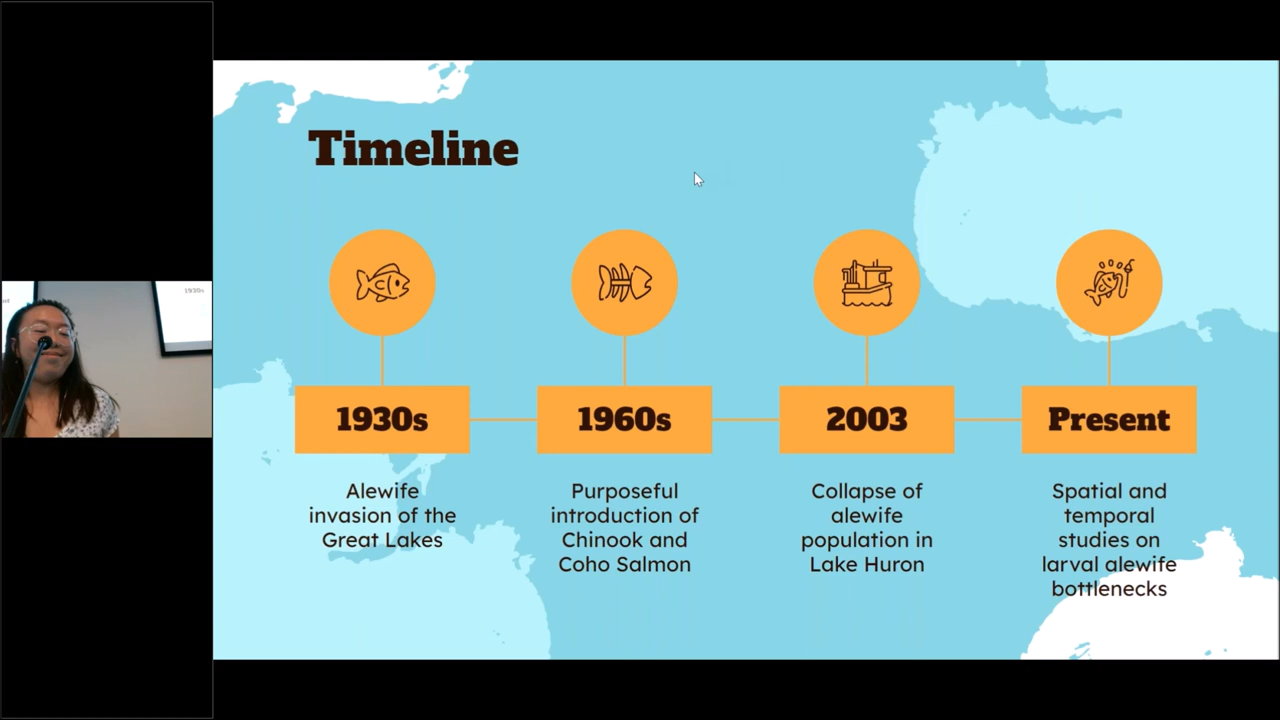 Timeline
1930s
1960s
2003
Present
Alewife
invasion of the
Great Lakes
Purposeful
introduction of
Chinook and
Coho Salmon
Collapse of
alewife
population in
Lake Huron
Spatial and
temporal
studies on
larval alewife
bottlenecks
1930s